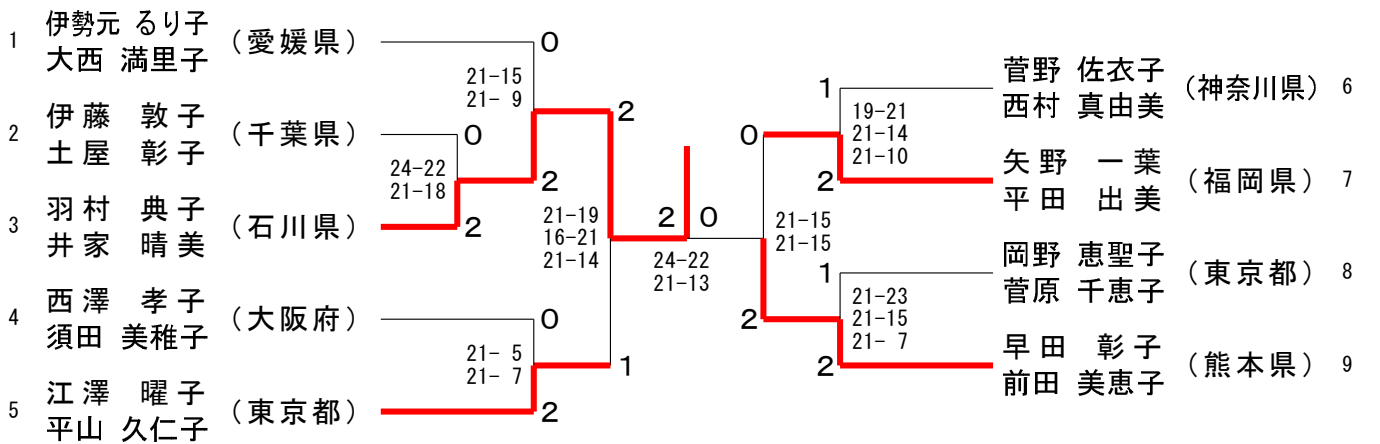 1 伊勢元 るり子 大西 満里子 (愛媛県) 0
21-15
21- 9
2 伊藤 敦子 土屋 彰子 (千葉県) 0
24-22
21-18
2
2
3 羽村 典子 井家 晴美 (石川県) 2
21-19
16-21
21-14
4 西澤 孝子 須田 美稚子 (大阪府) 0
21- 5
21- 7
1
5 江澤 曜子 平山 久仁子 (東京都) 2
2 0
24-22
21-13
1 菅野 佐衣子 西村 真由美 (神奈川県) 6
19-21
21-14
21-10
0
2 矢野 一葉 平田 出美 (福岡県) 7
21-15
21-15
1 岡野 恵聖子 菅原 千恵子 (東京都) 8
21-23
21-15
21- 7
2
2 早田 彰子 前田 美恵子 (熊本県) 9